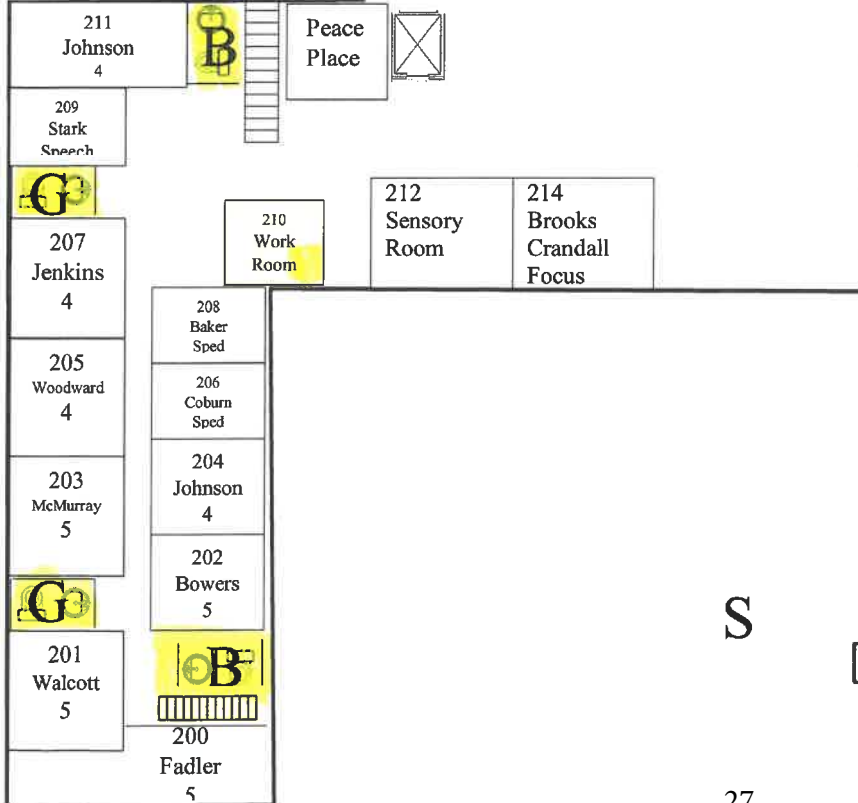 211
Johnson
4
B
Peace
Place
209
Stark
Speech
G
207
Jenkins
4
210
Work
Room
212
Sensory
Room
214
Brooks
Crandall
Focus
208
Baker
Sped
205
Woodward
4
206
Coburn
Sped
203
McMurray
5
204
Johnson
4
202
Bowers
5
G
B
201
Walcott
5
200
Fadler
5
S
27